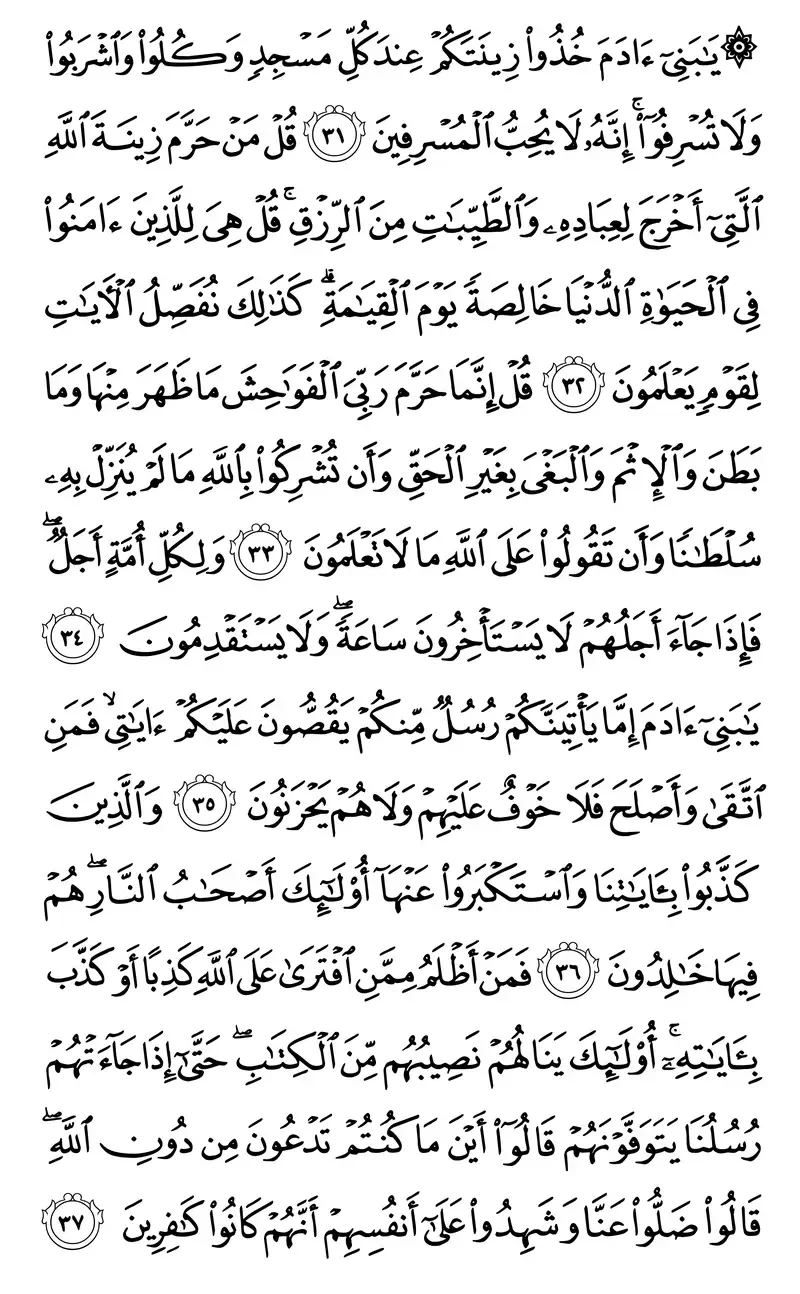 ۞ يَٰبَنِىٓ ءَادَمَ خُذُوا۟ زِينَتَكُمْ عِندَ كُلِّ مَسْجِدٍ وَكُلُوا۟ وَٱشْرَبُوا۟
وَلَا تُسْرِفُوٓا۟ ۚ إِنَّهُۥ لَا يُحِبُّ ٱلْمُسْرِفِينَ ٣١ قُلْ مَنْ حَرَّمَ زِينَةَ ٱللَّهِ
ٱلَّتِىٓ أَخْرَجَ لِعِبَادِهِۦ وَٱلطَّيِّبَٰتِ مِنَ ٱلرِّزْقِ ۚ قُلْ هِىَ لِلَّذِينَ ءَامَنُوا۟
فِى ٱلْحَيَوٰةِ ٱلدُّنْيَا خَالِصَةً يَوْمَ ٱلْقِيَٰمَةِ ۗ كَذَٰلِكَ نُفَصِّلُ ٱلْءَايَٰتِ
لِقَوْمٍ يَعْلَمُونَ ٣٢ قُلْ إِنَّمَا حَرَّمَ رَبِّىَ ٱلْفَوَٰحِشَ مَا ظَهَرَ مِنْهَا وَمَا
بَطَنَ وَٱلْإِثْمَ وَٱلْبَغْىَ بِغَيْرِ ٱلْحَقِّ وَأَن تُشْرِكُوا۟ بِٱللَّهِ مَا لَمْ يُنَزِّلْ بِهِۦ
سُلْطَٰنًا وَأَن تَقُولُوا۟ عَلَى ٱللَّهِ مَا لَا تَعْلَمُونَ ٣٣ وَلِكُلِّ أُمَّةٍ أَجَلٌ ۖ
فَإِذَا جَآءَ أَجَلُهُمْ لَا يَسْتَأْخِرُونَ سَاعَةً ۖ وَلَا يَسْتَقْدِمُونَ ٣٤
يَٰبَنِىٓ ءَادَمَ إِمَّا يَأْتِيَنَّكُمْ رُسُلٌ مِّنكُمْ يَقُصُّونَ عَلَيْكُمْ ءَايَٰتِى ۙ فَمَنِ
ٱتَّقَىٰ وَأَصْلَحَ فَلَا خَوْفٌ عَلَيْهِمْ وَلَا هُمْ يَحْزَنُونَ ٣٥ وَٱلَّذِينَ
كَذَّبُوا۟ بِـَٔايَٰتِنَا وَٱسْتَكْبَرُوا۟ عَنْهَآ أُو۟لَٰٓئِكَ أَصْحَٰبُ ٱلنَّارِ ۖ هُمْ
فِيهَا خَٰلِدُونَ ٣٦ فَمَنْ أَظْلَمُ مِمَّنِ ٱفْتَرَىٰ عَلَى ٱللَّهِ كَذِبًا أَوْ كَذَّبَ
بِـَٔايَٰتِهِۦٓ ۚ أُو۟لَٰٓئِكَ يَنَالُهُمْ نَصِيبُهُم مِّنَ ٱلْكِتَٰبِ ۖ حَتَّىٰٓ إِذَا جَآءَتْهُمْ
رُسُلُنَا يَتَوَفَّوْنَهُمْ قَالُوٓا۟ أَيْنَ مَا كُنتُمْ تَدْعُونَ مِن دُونِ ٱللَّهِ ۖ
قَالُوا۟ ضَلُّوا۟ عَنَّا وَشَهِدُوا۟ عَلَىٰٓ أَنفُسِهِمْ أَنَّهُمْ كَانُوا۟ كَٰفِرِينَ ٣٧